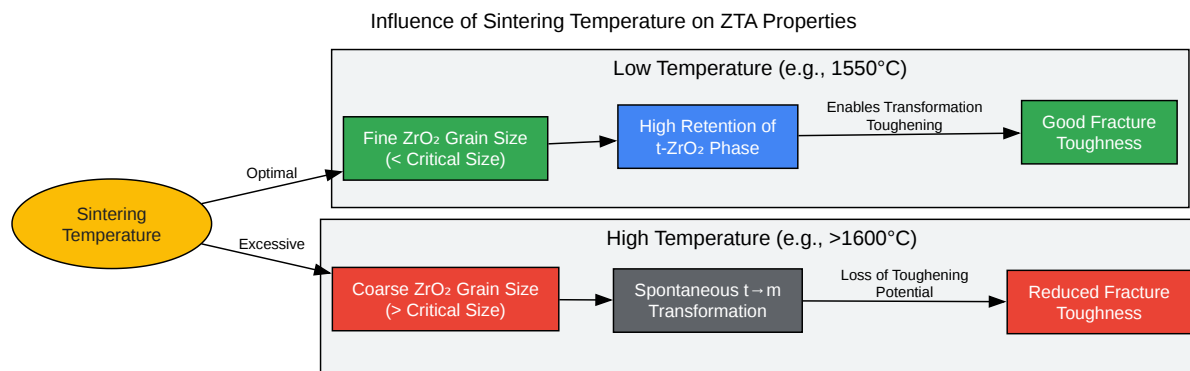 Influence of Sintering Temperature on ZTA Properties
Low Temperature (e.g., 1550°C)
Fine ZrO₂ Grain Size
(< Critical Size)
High Retention of
t-ZrO₂ Phase
Enables Transformation
Toughening
Good Fracture
Toughness
Optimal
Sintering
Temperature
Excessive
High Temperature (e.g., >1600°C)
Coarse ZrO₂ Grain Size
(> Critical Size)
Spontaneous t→m
Transformation
Loss of Toughening
Potential
Reduced Fracture
Toughness